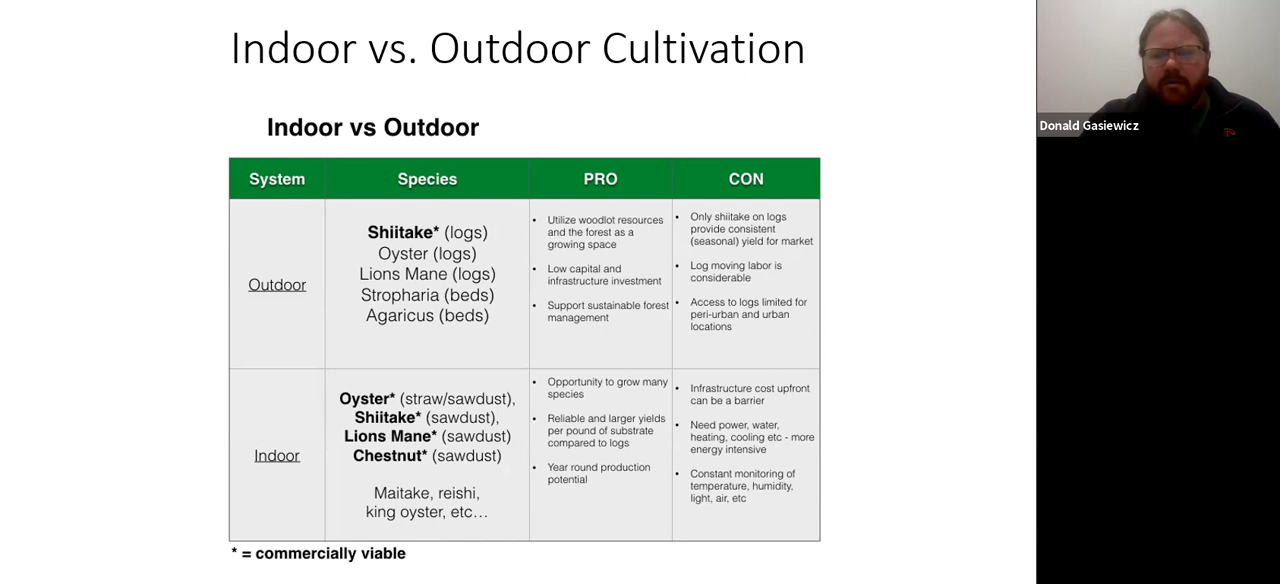 Indoor vs. Outdoor Cultivation
Donald Gasiewicz
Indoor vs Outdoor
System
Species
PRO
CON
Outdoor
Shiitake* (logs)
Oyster (logs)
Lions Mane (logs)
Stropharia (beds)
Agaricus (beds)
• Utilize woodlot resources
and the forest as a
growing space
• Low capital and
infrastructure investment
• Support sustainable forest
management
• Only shiitake on logs
provide consistent
(seasonal) yield for market
• Log moving labor is
considerable
• Access to logs limited for
peri-urban and urban
locations
Indoor
Oyster* (straw/sawdust),
Shiitake* (sawdust),
Lions Mane* (sawdust)
Chestnut* (sawdust)
Maitake, reishi,
king oyster, etc…
• Opportunity to grow many
species
• Reliable and larger yields
per pound of substrate
compared to logs
• Year round production
potential
• Infrastructure cost upfront
can be a barrier
• Need power, water,
heating, cooling etc - more
energy intensive
• Constant monitoring of
temperature, humidity,
light, air, etc
* = commercially viable